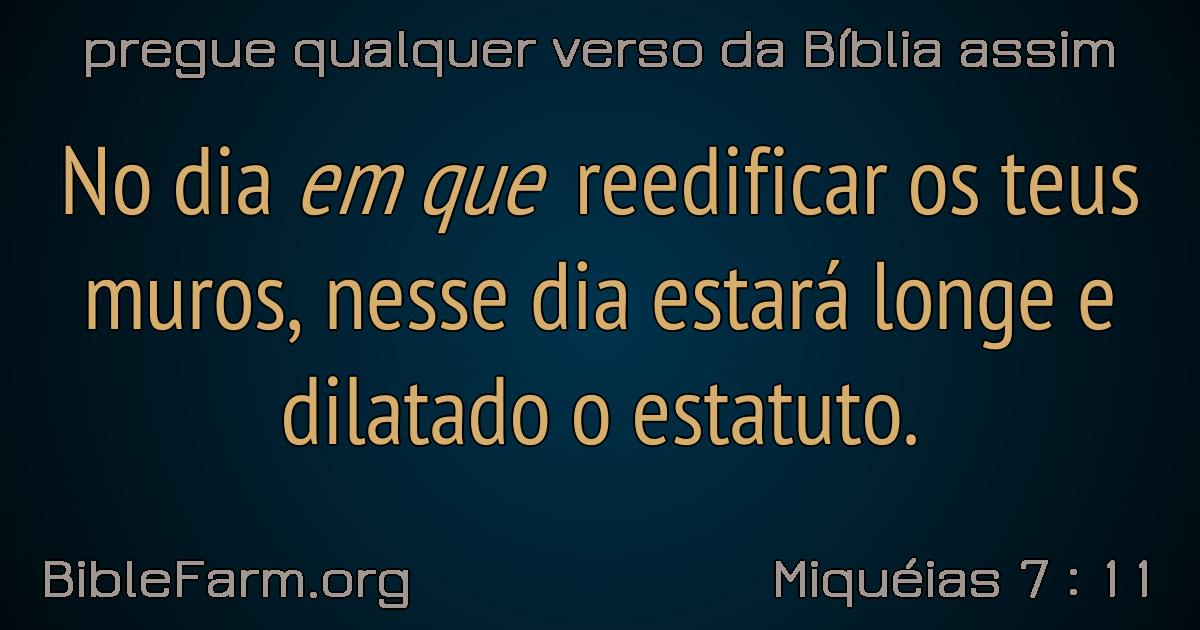 pregue qualquer verso da Bíblia assim
No dia em que reedificar os teus
muros, nesse dia estará longe e
dilatado o estatuto.
BibleFarm.org
Miquéias 7 : 11